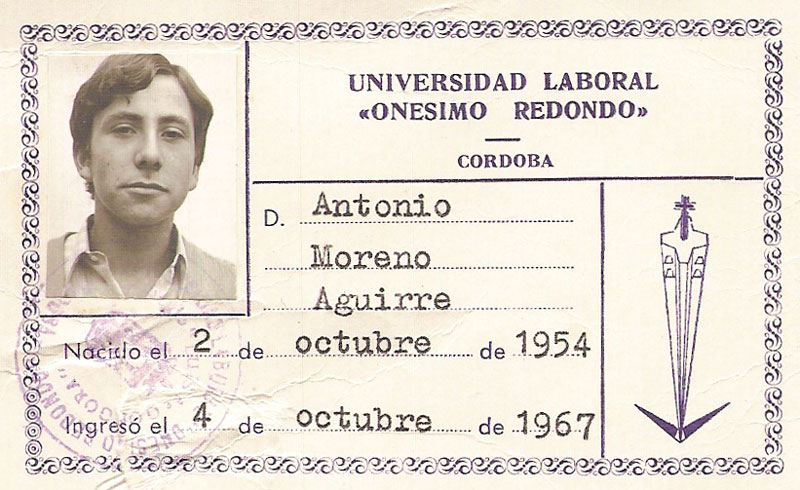 UNIVERSIDAD LABORAL
«ONESIMO REDONDO»
CORDOBA
D. Antonio
Moreno
Aguirre
Nacido el 2 de octubre de 1954
Ingresó el 4 de octubre de 1967